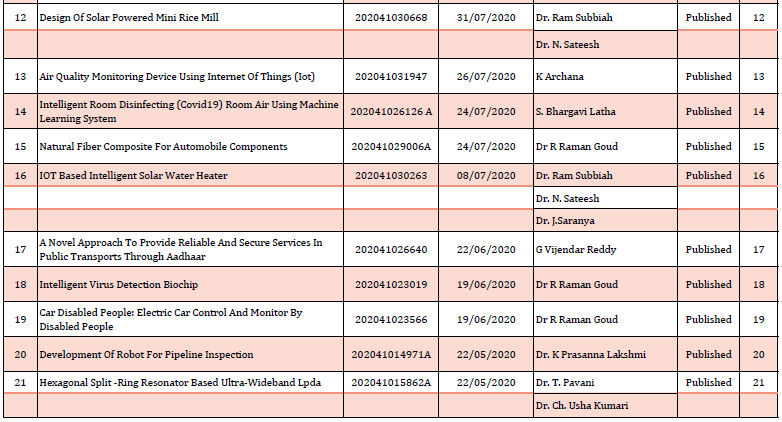 12 Design Of Solar Powered Mini Rice Mill 202041030668 31/07/2020 Dr. Ram Subbiah Published 12
Dr. N. Sateesh
13 Air Quality Monitoring Device Using Internet Of Things (Iot) 202041031947 26/07/2020 K Archana Published 13
14 Intelligent Room Disinfecting (Covid19) Room Air Using Machine
Learning System 202041026126 A 24/07/2020 S. Bhargavi Latha Published 14
15 Natural Fiber Composite For Automobile Components 202041029006A 24/07/2020 Dr R Raman Goud Published 15
16 IOT Based Intelligent Solar Water Heater 202041030263 08/07/2020 Dr. Ram Subbiah Published 16
Dr. N. Sateesh
Dr. J.Saranya
17 A Novel Approach To Provide Reliable And Secure Services In
Public Transports Through Aadhaar 202041026640 22/06/2020 G Vijendar Reddy Published 17
18 Intelligent Virus Detection Biochip 202041023019 19/06/2020 Dr R Raman Goud Published 18
19 Car Disabled People: Electric Car Control And Monitor By
Disabled People 202041023566 19/06/2020 Dr R Raman Goud Published 19
20 Development Of Robot For Pipeline Inspection 202041014971A 22/05/2020 Dr. K Prasanna Lakshmi Published 20
21 Hexagonal Split -Ring Resonator Based Ultra-Wideband Lpda 202041015862A 22/05/2020 Dr. T. Pavani Published 21
Dr. Ch. Usha Kumari